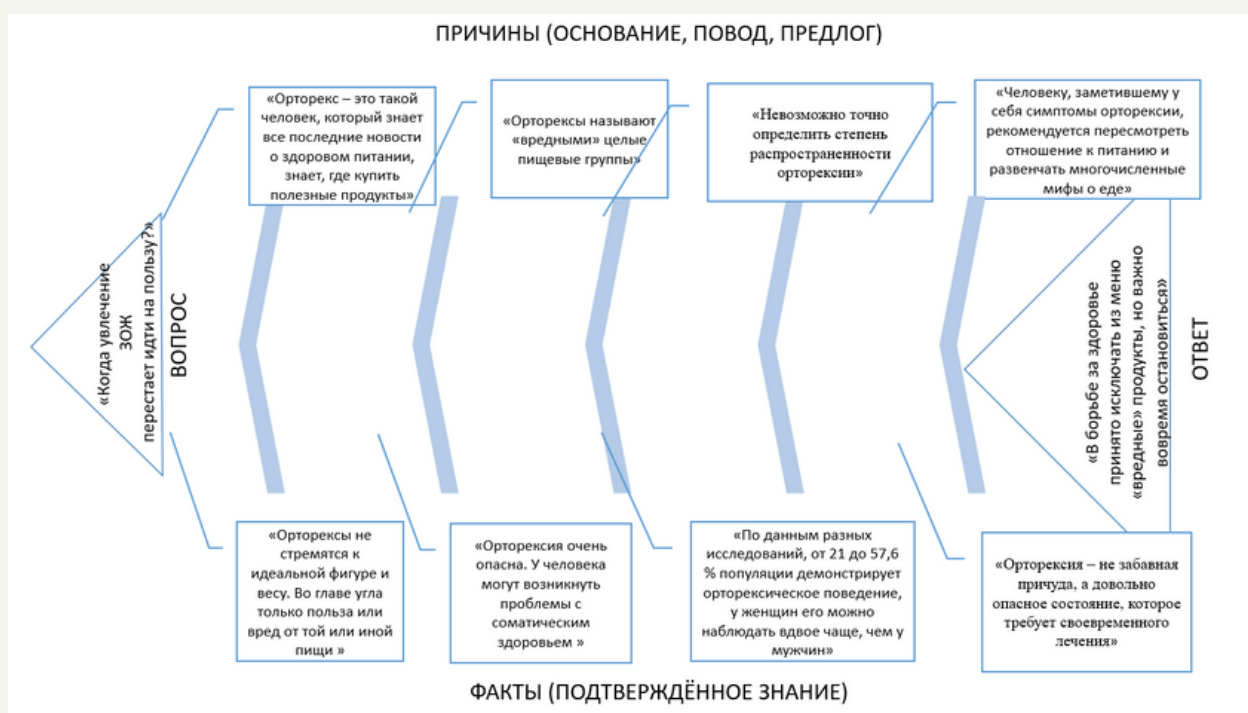 ПРИЧИНЫ (ОСНОВАНИЕ, ПОВОД, ПРЕДЛОГ)
«Орторекс – это такой
человек, который знает
все последние новости
о здоровом питании,
знает, где купить
полезные продукты»
«Орторексы называют
«вредными» целые
пищевые группы»
«Невозможно точно
определить степень
распространенности
орторексии»
«Человеку, заметившему у
себя симптомы орторексии,
рекомендуется пересмотреть
отношение к питанию и
развенчать многочисленные
мифы о еде»
«Когда увлечение
ЗОЖ
перестает идти на пользу?»
ВОПРОС
«В борьбе за здоровье
принято исключать из меню
«вредные» продукты, но важно
вовремя остановиться»
ОТВЕТ
«Орторексы не
стремятся к
идеальной фигуре и
весу. Во главе угла
только польза или
вред от той или иной
пищи »
«Орторексия очень
опасна. У человека
могут возникнуть
проблемы с
соматическим
здоровьем »
«По данным разных
исследований, от 21 до 57,6
% популяции демонстрирует
орторексическое поведение,
у женщин его можно
наблюдать вдвое чаще, чем у
мужчин»
«Орторексия – не забавная
причуда, а довольно
опасное состояние, которое
требует своевременного
лечения»
ФАКТЫ (ПОДТВЕРЖДЁННОЕ ЗНАНИЕ)